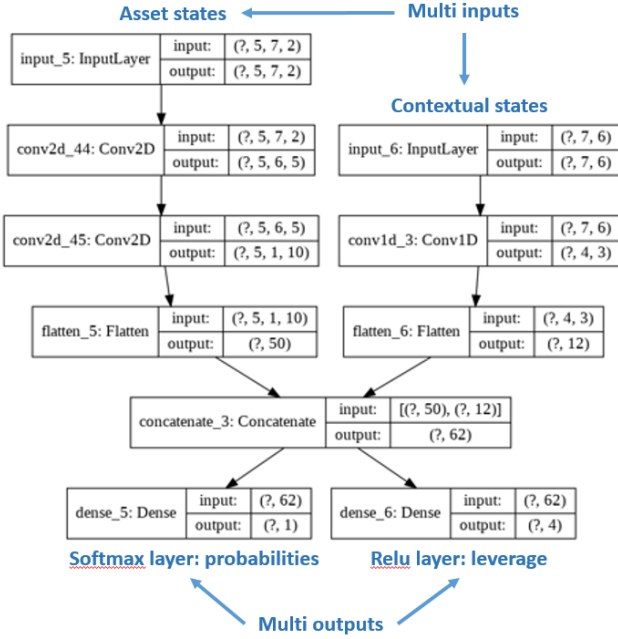 Asset states
Multi inputs
input_5: InputLayer
input: (?, 5, 7, 2)
output: (?, 5, 7, 2)
Contextual states
conv2d_44: Conv2D
input: (?, 5, 7, 2)
output: (?, 5, 6, 5)
input_6: InputLayer
input: (?, 7, 6)
output: (?, 7, 6)
conv2d_45: Conv2D
input: (?, 5, 6, 5)
output: (?, 5, 1, 10)
conv1d_3: Conv1D
input: (?, 7, 6)
output: (?, 4, 3)
flatten_5: Flatten
input: (?, 5, 1, 10)
output: (?, 50)
flatten_6: Flatten
input: (?, 4, 3)
output: (?, 12)
concatenate_3: Concatenate
input: [(?, 50), (?, 12)]
output: (?, 62)
dense_5: Dense
input: (?, 62)
output: (?, 1)
dense_6: Dense
input: (?, 62)
output: (?, 4)
Softmax layer: probabilities
Relu layer: leverage
Multi outputs